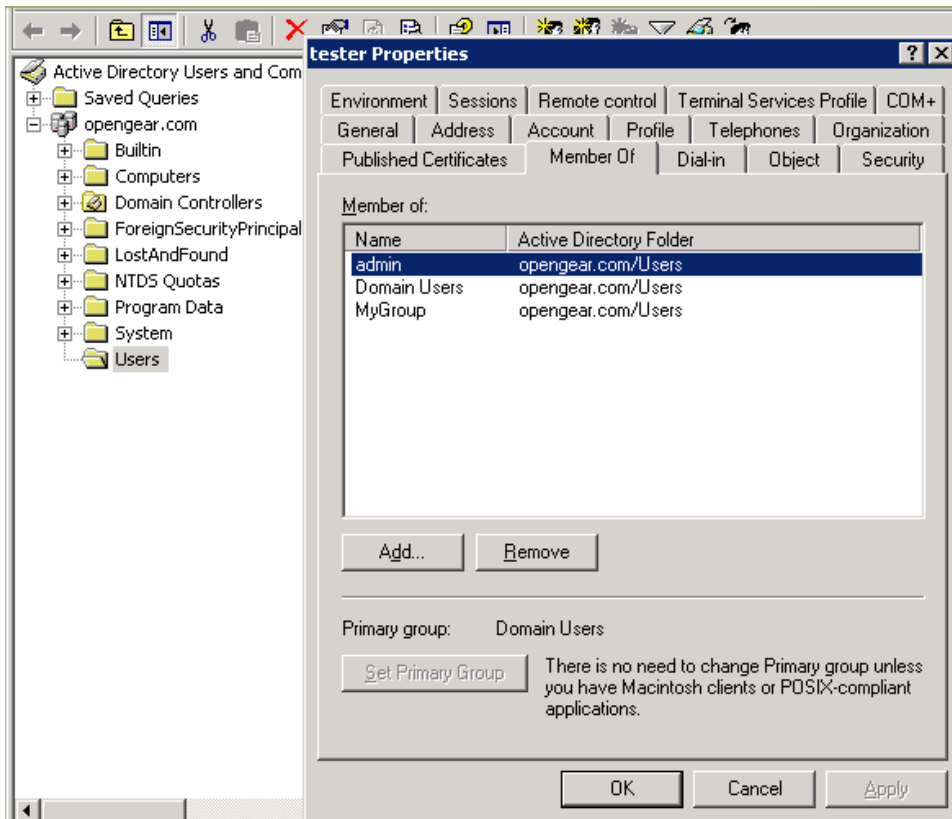 tester Properties
Active Directory Users and Com
Saved Queries
opengear.com
Builtin
Computers
Domain Controllers
ForeignSecurityPrincipal
LostAndFound
NTDS Quotas
Program Data
System
Users
Environment Sessions Remote control Terminal Services Profile COM+
General Address Account Profile Telephones Organization
Published Certificates Member Of Dial-in Object Security
Member of:
Name Active Directory Folder
admin opengear.com/Users
Domain Users opengear.com/Users
MyGroup opengear.com/Users
Add... Remove
Primary group: Domain Users
Set Primary Group
There is no need to change Primary group unless
you have Macintosh clients or POSIX-compliant
applications.
OK Cancel Apply